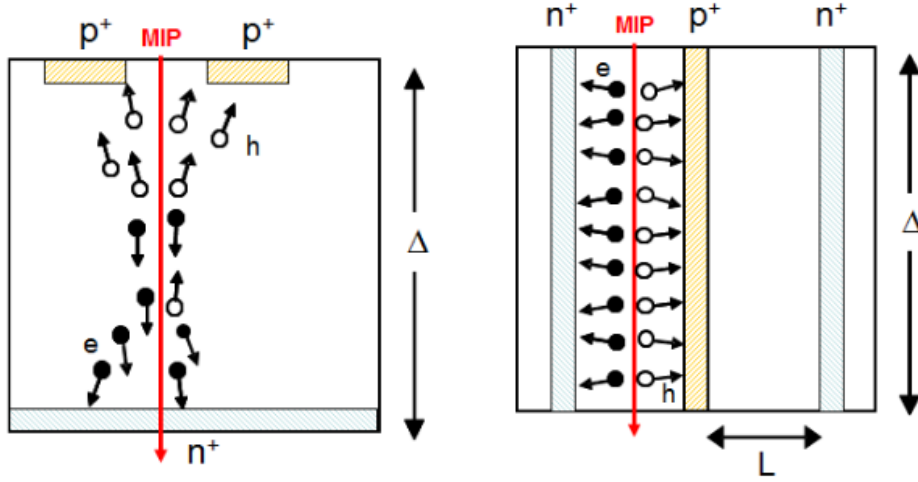 p+ MIP p+
h
Δ
e
n+
n+ MIP p+ n+
e
Δ
h
L